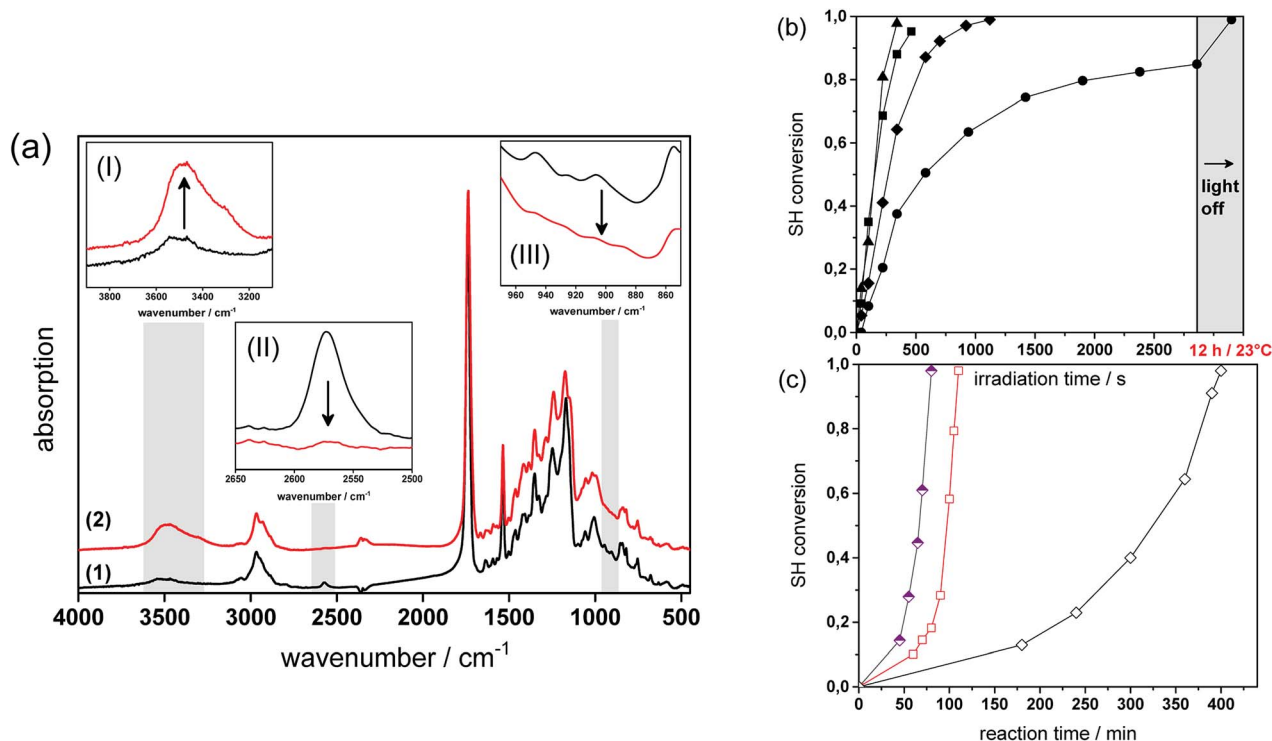 (a)
absorption
(I)
3800 3600 3400 3200
wavenumber / cm-1
(II)
2650 2600 2550 2500
wavenumber / cm-1
(III)
960 940 920 900 880 860
wavenumber / cm-1
(2)
(1)
4000 3500 3000 2500 2000 1500 1000 500
wavenumber / cm-1
(b)
SH conversion
1,0
0,8
0,6
0,4
0,2
0,0
light
off
0 500 1000 1500 2000 2500 12 h / 23°C
irradiation time / s
(c)
SH conversion
1,0
0,8
0,6
0,4
0,2
0,0
0 50 100 150 200 250 300 350 400
reaction time / min